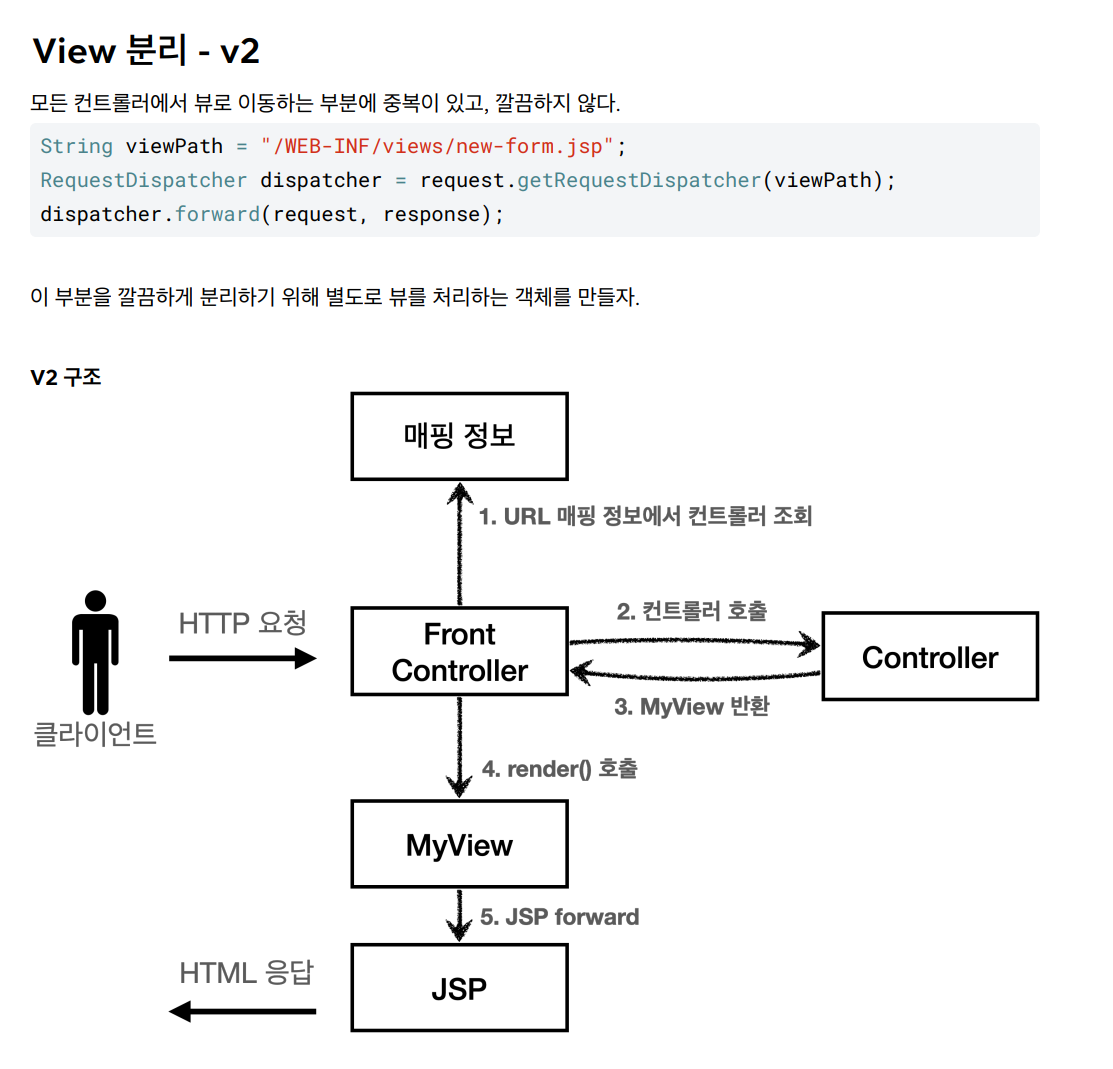 View 분리 - v2
모든 컨트롤러에서 뷰로 이동하는 부분에 중복이 있고, 깔끔하지 않다.
String viewPath = "/WEB-INF/views/new-form.jsp";
RequestDispatcher dispatcher = request.getRequestDispatcher(viewPath);
dispatcher.forward(request, response);
이 부분을 깔끔하게 분리하기 위해 별도로 뷰를 처리하는 객체를 만들자.
V2 구조
매핑 정보
1. URL 매핑 정보에서 컨트롤러 조회
HTTP 요청
클라이언트
Front
Controller
2. 컨트롤러 호출
Controller
3. MyView 반환
4. render() 호출
MyView
5. JSP forward
JSP
HTML 응답